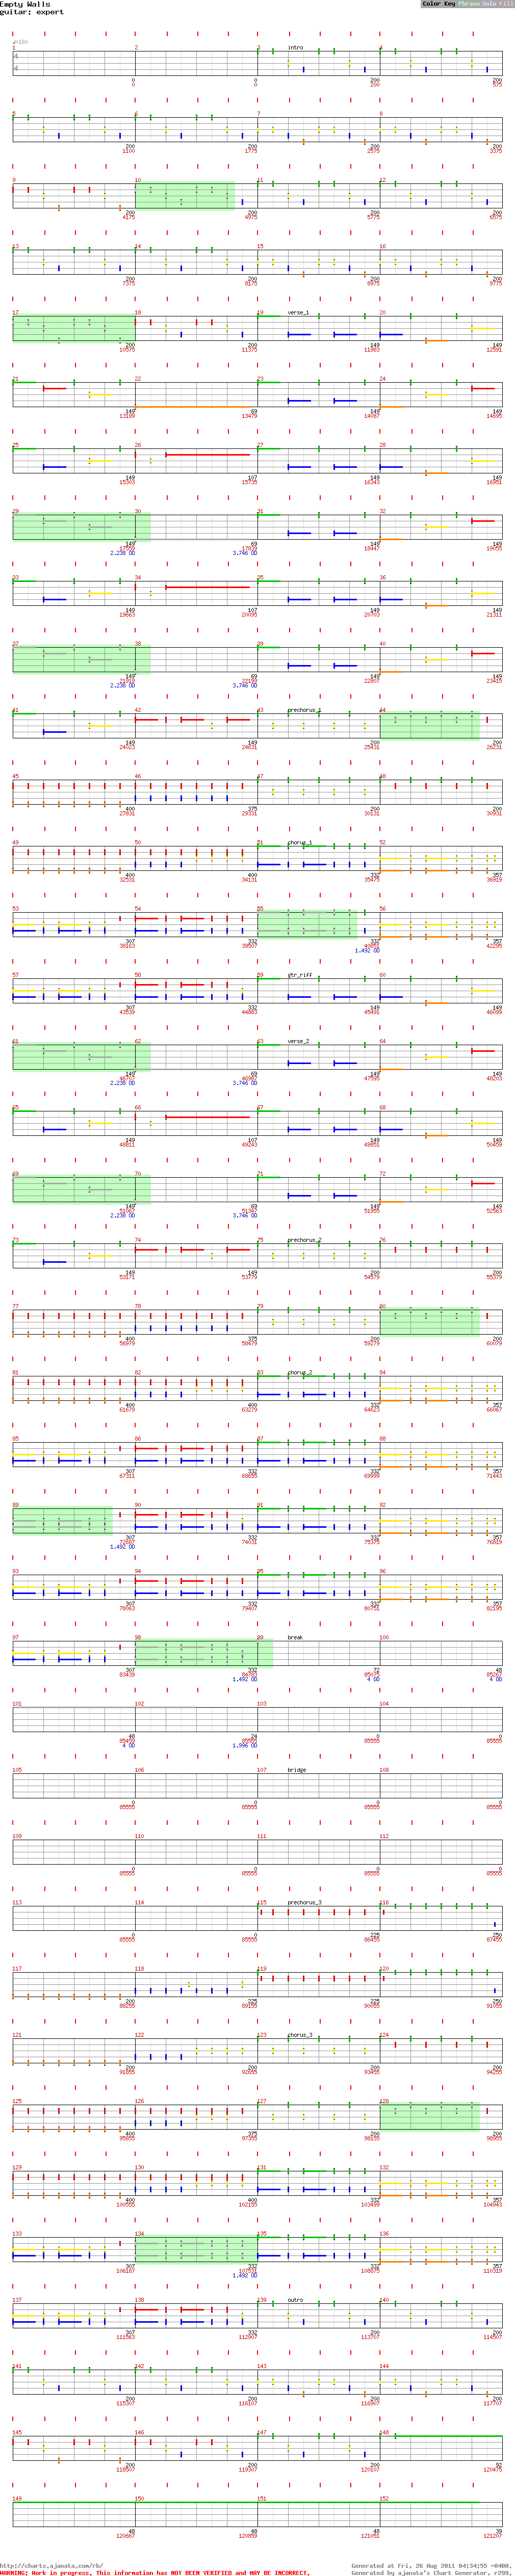 Empty Walls
guitar: expert
Color Key Phrase Solo Fill
♩=160
4
4
1 2 3 intro 4
0 0 200 200
0 0 200 575
5 6 7 8
200 200 200 200
1100 1775 2575 3375
9 10 11 12
200 200 200 200
4175 4975 5775 6575
13 14 15 16
200 200 200 200
7375 8175 8975 9775
17 18 19 verse_1 20
200 200 149 149
10575 11375 11983 12591
21 22 23 24
149 69 149 149
13199 13479 14087 14695
25 26 27 28
149 107 149 149
15303 15735 16343 16951
29 30 31 32
149 69 149 149
17559 17839 18447 19055
2.238 OD 3.746 OD
33 34 35 36
149 107 149 149
19663 20095 20703 21311
37 38 39 40
149 69 149 149
21919 22199 22807 23415
2.238 OD 3.746 OD
41 42 43 prechorus_1 44
149 149 200 200
24023 24631 25431 26231
45 46 47 48
400 375 200 200
27831 29331 30131 30931
49 50 51 chorus_1 52
400 400 332 357
32531 34131 35475 36919
53 54 55 56
307 332 332 357
38163 39507 40855 42295
1.492 OD
57 58 59 gtr_riff 60
307 332 149 149
43539 44883 45491 46099
61 62 63 verse_2 64
149 69 149 149
46707 46987 47595 48203
2.238 OD 3.746 OD
65 66 67 68
149 107 149 149
48811 49243 49851 50459
69 70 71 72
149 69 149 149
51067 51347 51955 52563
2.238 OD 3.746 OD
73 74 75 prechorus_2 76
149 149 200 200
53171 53779 54579 55379
77 78 79 80
400 375 200 200
56979 58479 59279 60079
81 82 83 chorus_2 84
400 400 332 357
61679 63279 64623 66067
85 86 87 88
307 332 332 357
67311 68655 69999 71443
89 90 91 92
307 332 332 357
72687 74031 75375 76819
1.492 OD
93 94 95 96
307 332 332 357
78063 79407 80751 82195
97 98 99 break 100
307 332 72 48
83439 84783 85075 85267
1.492 OD 4 OD 4 OD
101 102 103 104
48 24 0 0
85459 85555 85555 85555
4 OD 1.996 OD
105 106 107 bridge 108
0 0 0 0
85555 85555 85555 85555
109 110 111 112
0 0 0 0
85555 85555 85555 85555
113 114 115 prechorus_3 116
0 0 225 250
85555 85555 86455 87455
117 118 119 120
200 225 225 250
88255 89155 90055 91055
121 122 123 chorus_3 124
200 200 200 200
91855 92655 93455 94255
125 126 127 128
400 375 200 200
95855 97355 98155 98955
129 130 131 132
400 400 332 357
100555 102155 103499 104943
133 134 135 136
307 332 332 357
106187 107531 108875 110319
1.492 OD
137 138 139 outro 140
307 332 200 200
111563 112907 113707 114507
141 142 143 144
200 200 200 200
115307 116107 116907 117707
145 146 147 148
200 200 200 92
118507 119307 120107 120475
149 150 151 152
48 48 48 39
120667 120859 121051 121207
http://charts.ajanata.com/rb/
Generated at Fri, 26 Aug 2011 04:34:55 -0400,
WARNING: Work in progress. This information has NOT BEEN VERIFIED and MAY BE INCORRECT.
Generated by ajanata's Chart Generator, r299,